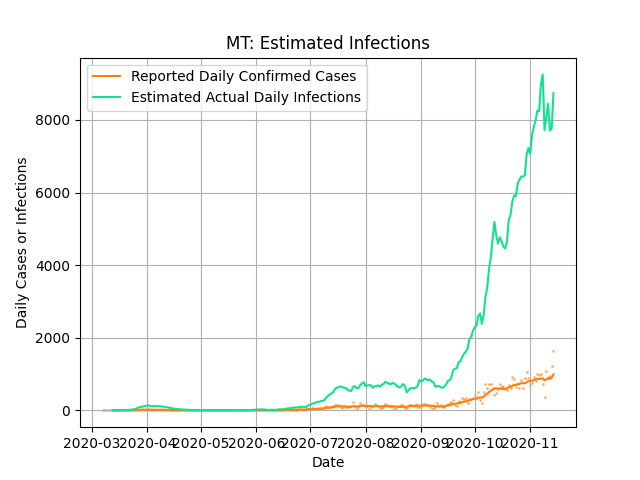 MT: Estimated Infections
Reported Daily Confirmed Cases
Estimated Actual Daily Infections
Daily Cases or Infections
8000
6000
4000
2000
0
2020-03 2020-04 2020-05 2020-06 2020-07 2020-08 2020-09 2020-10 2020-11
Date